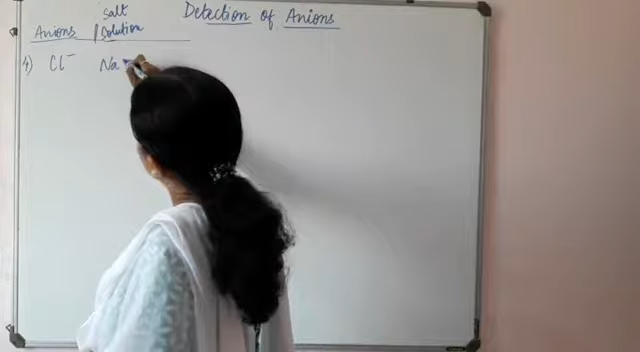 Detection of Anions
Anions / Salt Solution
1) Cl⁻ Na